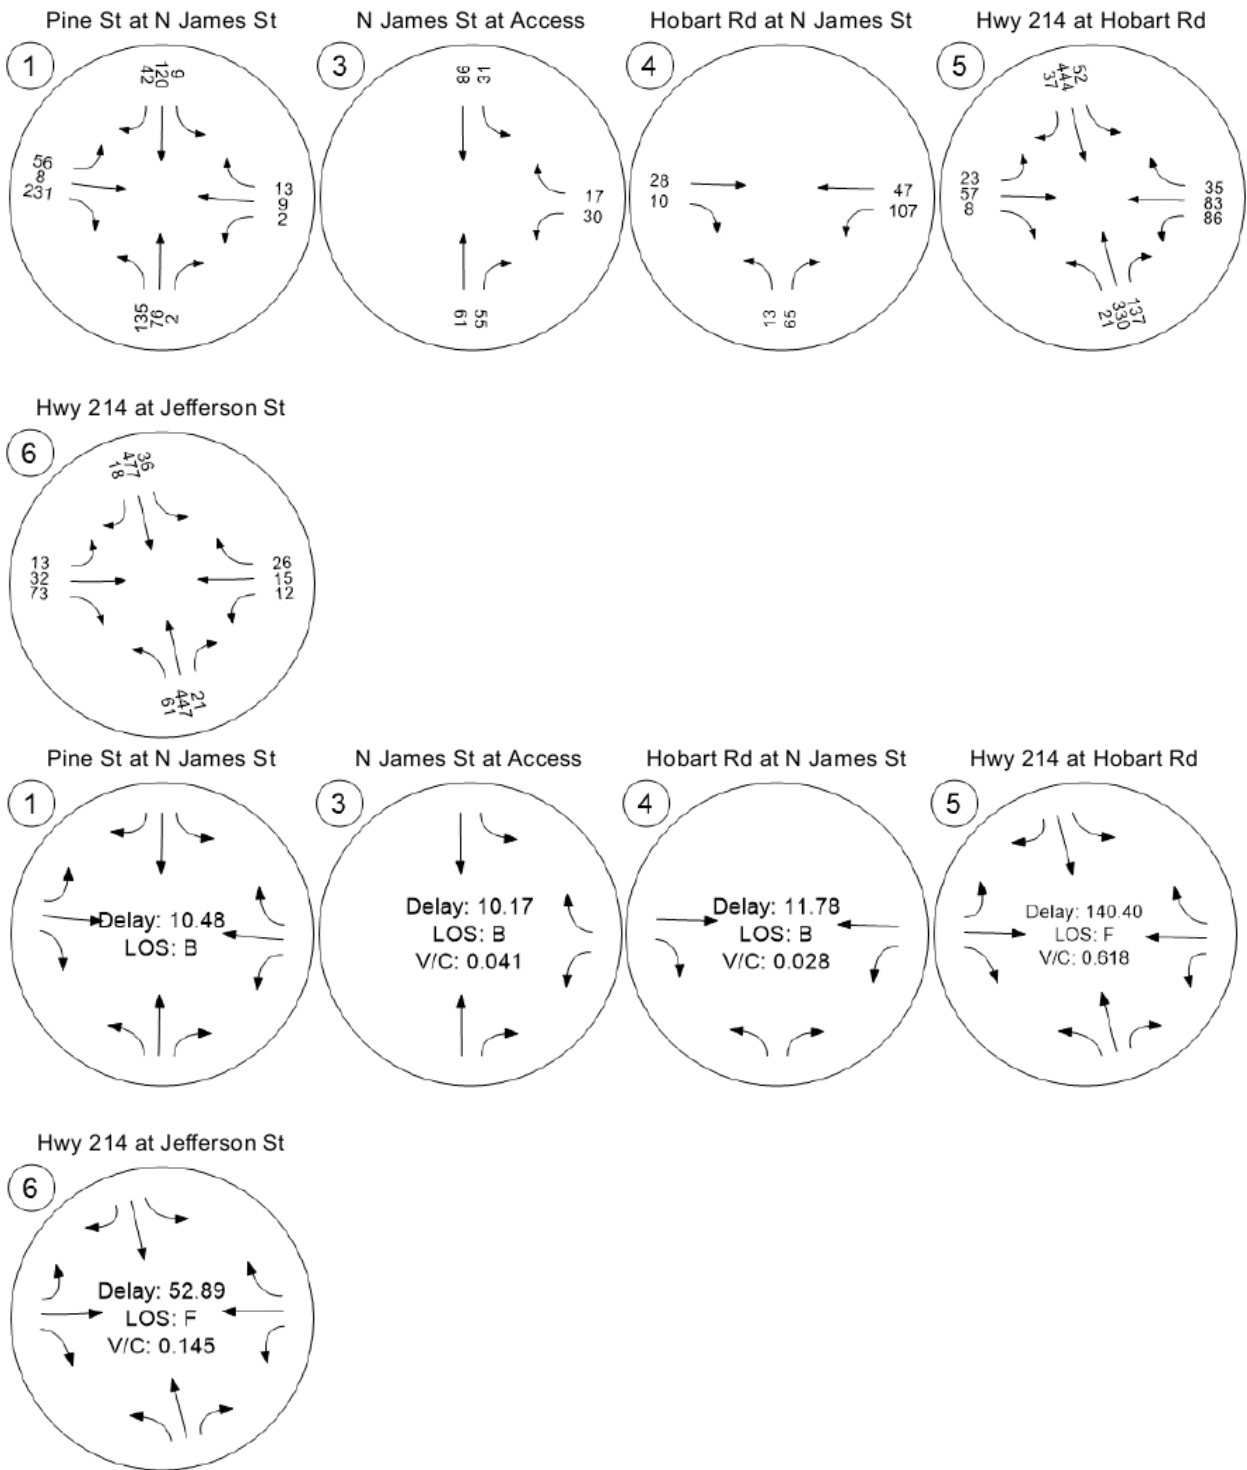 Pine St at N James St
1
42
120
56
8
231
13
9
2
135
76
2
N James St at Access
3
86
31
17
30
61
55
Hobart Rd at N James St
4
28
10
47
107
13
65
Hwy 214 at Hobart Rd
5
37
444
52
23
57
8
35
83
86
21
330
137
Hwy 214 at Jefferson St
6
18
477
36
13
32
73
26
15
12
61
447
21
Pine St at N James St
1
Delay: 10.48
LOS: B
N James St at Access
3
Delay: 10.17
LOS: B
V/C: 0.041
Hobart Rd at N James St
4
Delay: 11.78
LOS: B
V/C: 0.028
Hwy 214 at Hobart Rd
5
Delay: 140.40
LOS: F
V/C: 0.618
Hwy 214 at Jefferson St
6
Delay: 52.89
LOS: F
V/C: 0.145